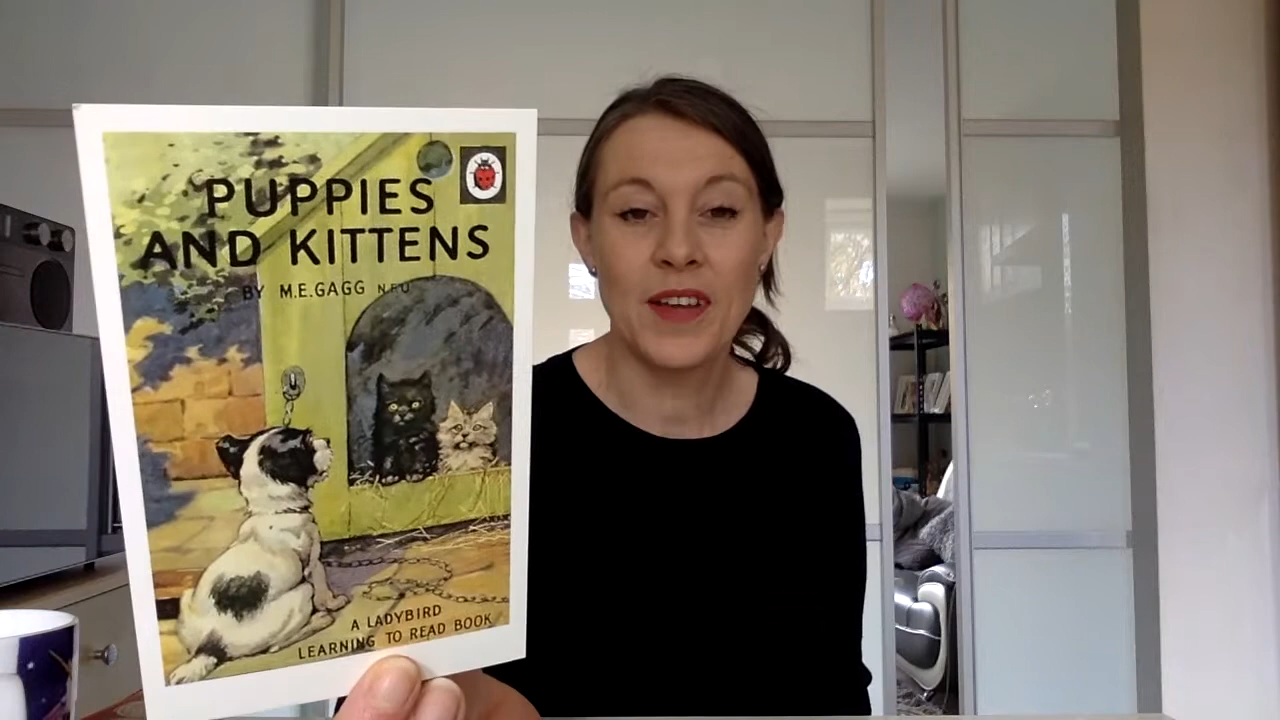 PUPPIES
AND KITTENS
BY M.E.GAGG N.F.U
A LADYBIRD
LEARNING TO READ BOOK